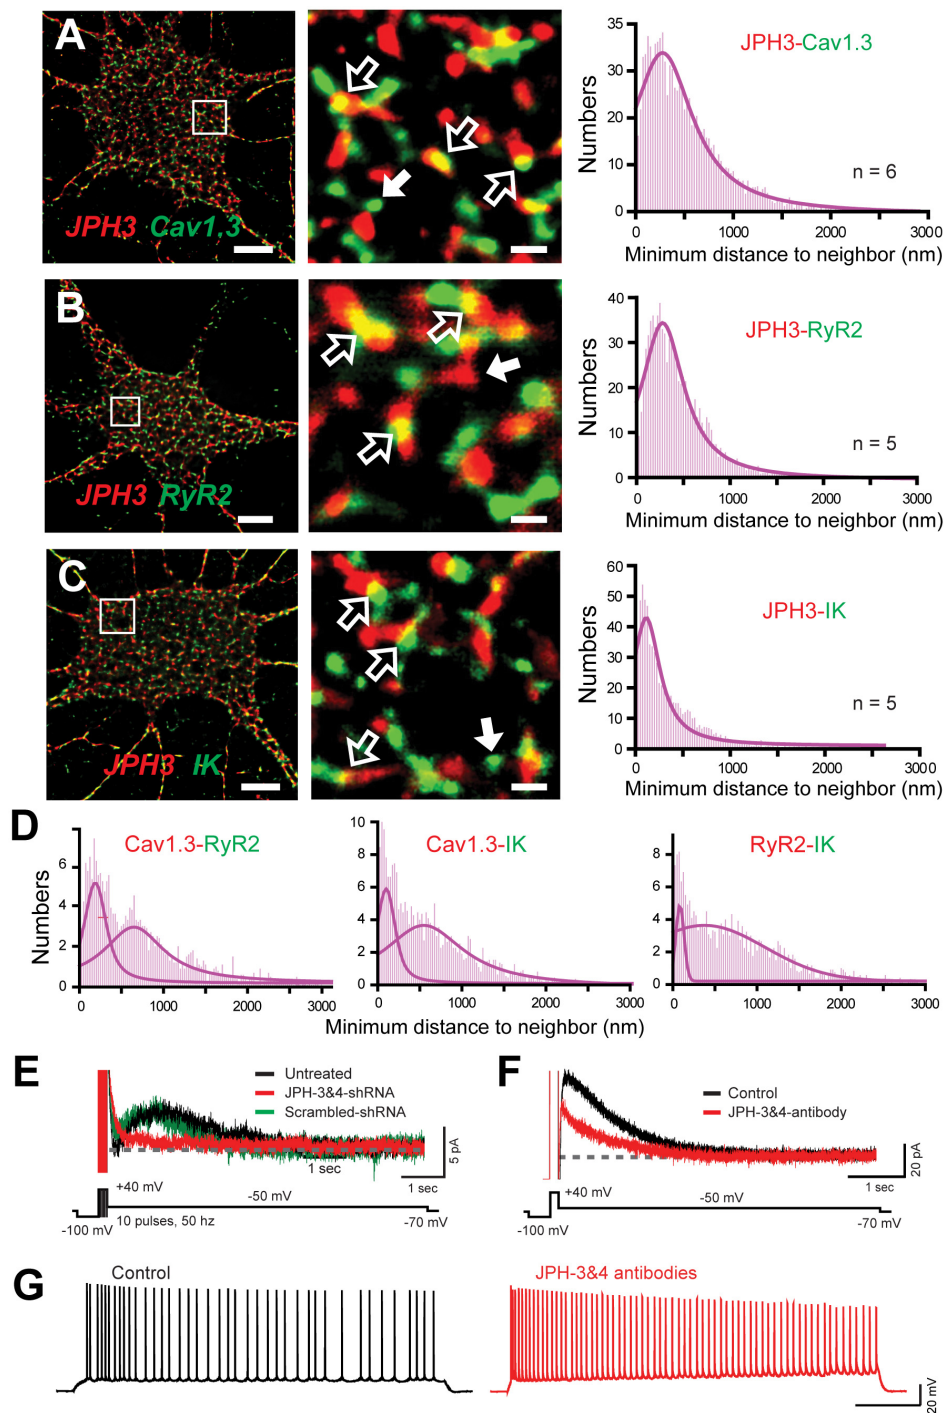 A
JPH3 Cav1,3
35
30
20
10
0
Numbers
JPH3-Cav1.3
n = 6
0 1000 2000 3000
Minimum distance to neighbor (nm)
B
JPH3 RyR2
40
30
20
10
0
Numbers
JPH3-RyR2
n = 5
0 1000 2000 3000
Minimum distance to neighbor (nm)
C
JPH3 IK
60
50
40
30
20
10
0
Numbers
JPH3-IK
n = 5
0 1000 2000 3000
Minimum distance to neighbor (nm)
D
Numbers
Cav1.3-RyR2
6
4
2
0
0 1000 2000 3000
Cav1.3-IK
10
8
6
4
2
0
0 1000 2000 3000
RyR2-IK
8
6
4
2
0
0 1000 2000 3000
Minimum distance to neighbor (nm)
E
Untreated
JPH-3&4-shRNA
Scrambled-shRNA
1 sec
5 pA
1 sec
+40 mV
-50 mV
10 pulses, 50 hz
-100 mV
-70 mV
F
Control
JPH-3&4-antibody
20 pA
1 sec
+40 mV
-50 mV
-100 mV
-70 mV
G
Control
JPH-3&4 antibodies
20 mV